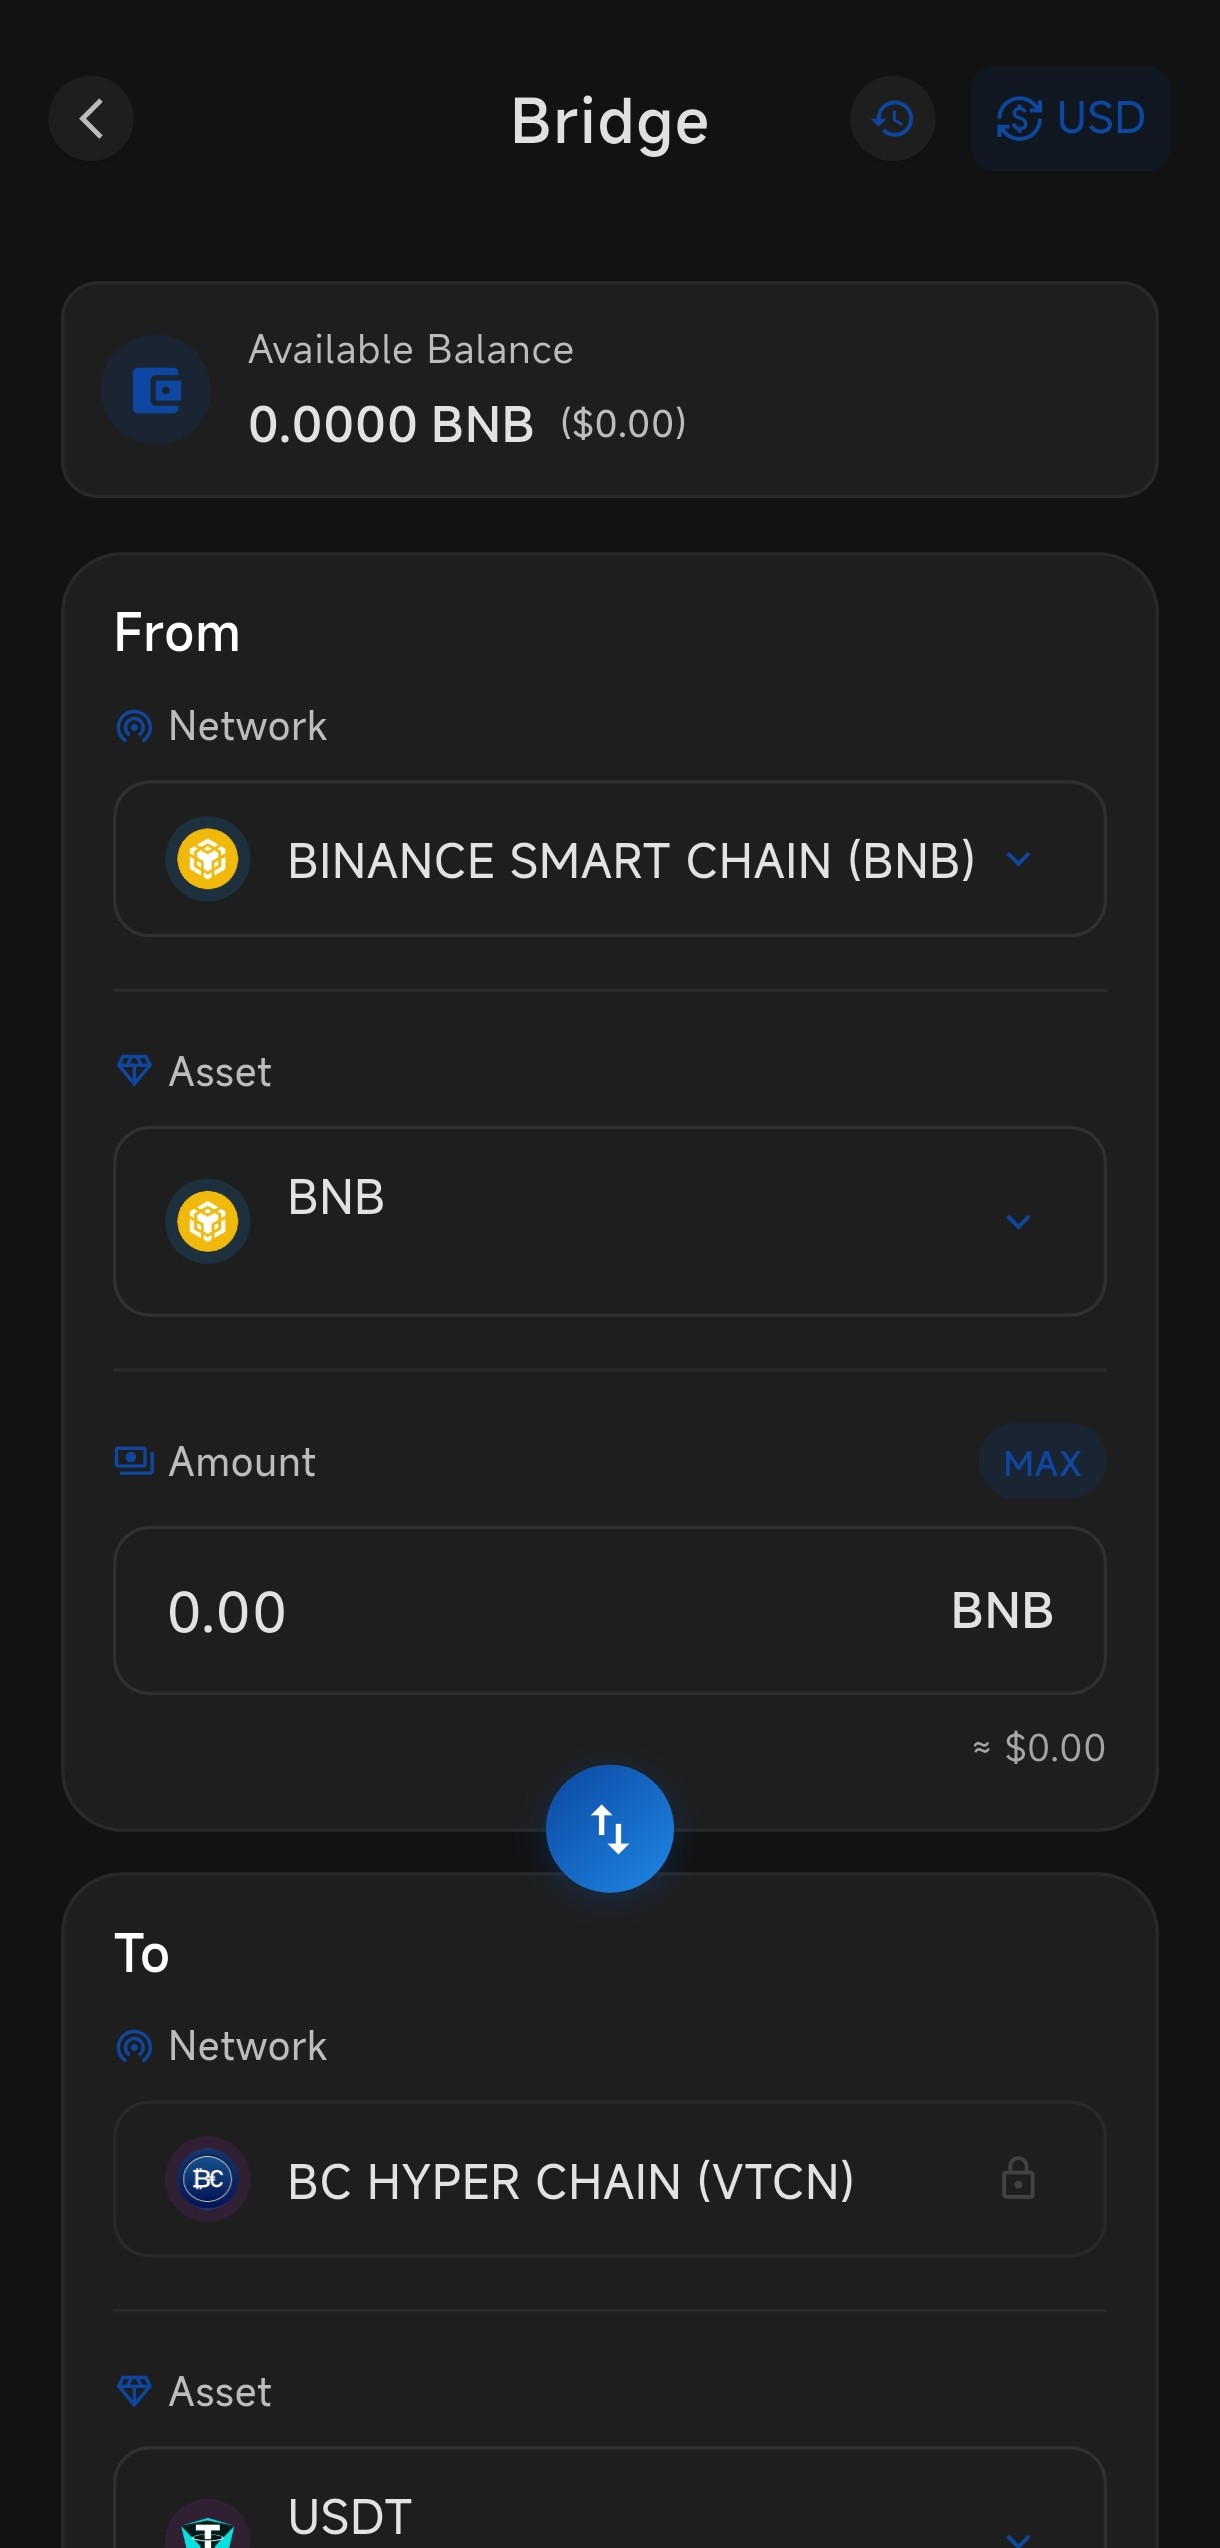 Bridge
USD
Available Balance
0.0000 BNB ($0.00)
From
Network
BINANCE SMART CHAIN (BNB)
Asset
BNB
Amount
MAX
0.00
BNB
≈ $0.00
To
Network
BC HYPER CHAIN (VTCN)
Asset
USDT